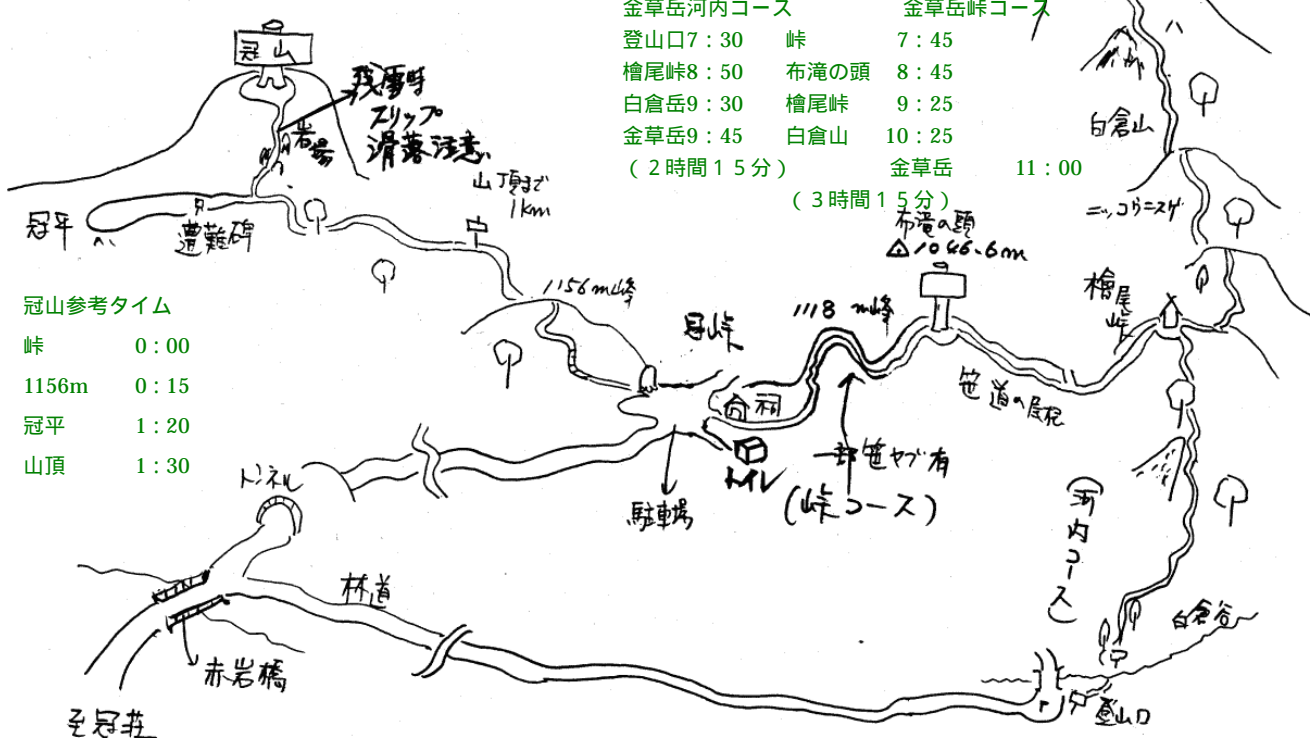 金草岳河内コース　金草岳峠コース
登山口7：30　峠　7：45
檜尾峠8：50　布滝の頭　8：45
白倉岳9：30　檜尾峠　9：25
金草岳9：45　白倉山　10：25
（２時間１５分）　金草岳　11：00
（３時間１５分）
冠山
残雪時
スリップ
滑落注意
岩場
山頂まで
1km
冠平
遭難碑
白倉山
ニッコウキスゲ
布滝の頭
△1046.6m
檜尾峠
1156m峰
冠山参考タイム
峠　0：00
1156m　0：15
冠平　1：20
山頂　1：30
冠峠
1118m峰
祠
笹道の尾根
トイレ
一部笹ヤブ有
(峠コース)
駐車場
トンネル
(河内コース)
林道
白倉谷
赤岩橋
登山口
至冠荘